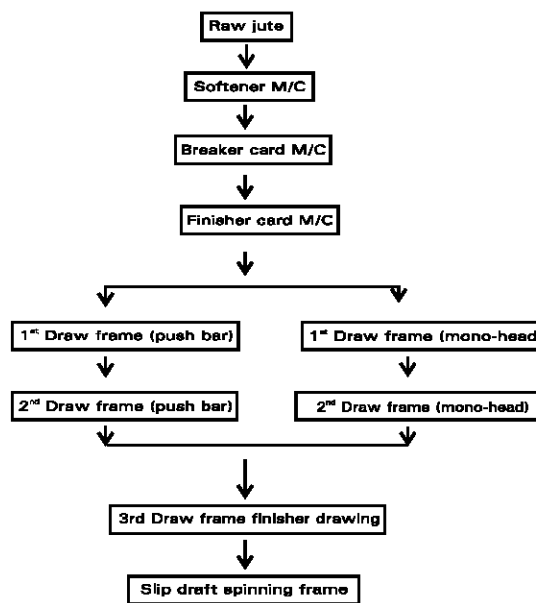 Raw jute
Softener M/C
Breaker card M/C
Finisher card M/C
1st Draw frame (push bar)
1st Draw frame (mono-head
2nd Draw frame (push bar)
2nd Draw frame (mono-head)
3rd Draw frame finisher drawing
Slip draft spinning frame